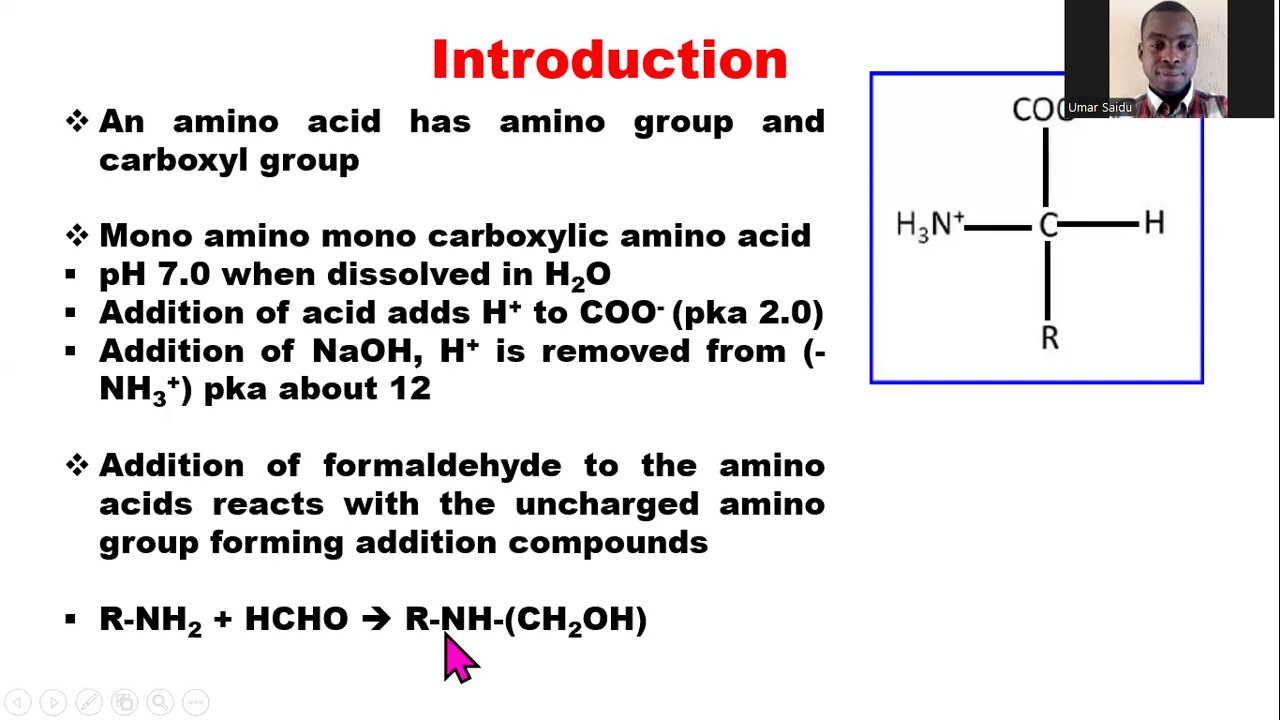 Introduction
❖ An amino acid has amino group and
carboxyl group
❖ Mono amino mono carboxylic amino acid
▪ pH 7.0 when dissolved in H₂O
▪ Addition of acid adds H⁺ to COO⁻ (pka 2.0)
▪ Addition of NaOH, H⁺ is removed from (-
NH₃⁺) pka about 12
❖ Addition of formaldehyde to the amino
acids reacts with the uncharged amino
group forming addition compounds
▪ R-NH₂ + HCHO ➔ R-NH-(CH₂OH)
Umar Saidu
H₃N⁺ C H
R